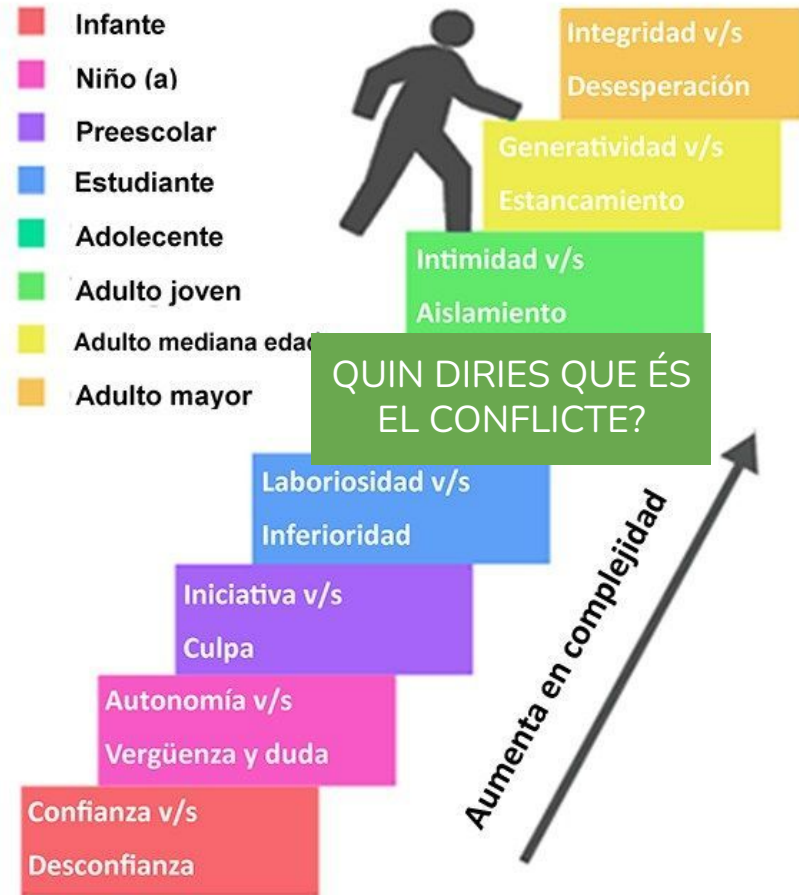 Infante
Niño (a)
Preescolar
Estudiante
Adolecente
Adulto joven
Adulto mediana edad
Adulto mayor
Integridad v/s
Desesperación
Generatividad v/s
Estancamiento
Intimidad v/s
Aislamiento
QUIN DIRIES QUE ÉS
EL CONFLICTE?
Laboriosidad v/s
Inferioridad
Iniciativa v/s
Culpa
Autonomía v/s
Vergüenza y duda
Confianza v/s
Desconfianza
Aumenta en complejidad